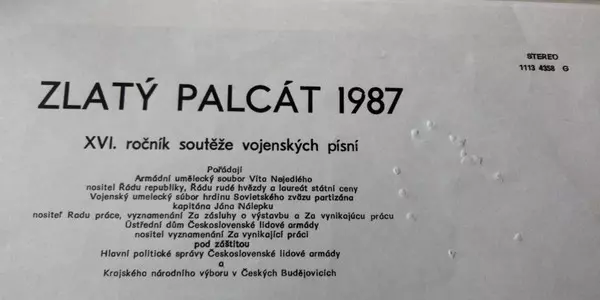 STEREO
1113 4358 G
ZLATÝ PALCÁT 1987
XVI. ročník soutěže vojenských písní
Pořádají
Armádní umělecký soubor Víta Nejedlého
nositel Řádu republiky, Řádu rudé hvězdy a laureát státní ceny
Vojenský umelecký súbor hrdinu Sovietského zväzu partizána
kapitána Jána Nálepku
nositeľ Radu práce, vyznamenání Za zásluhy o výstavbu a Za vynikajúcu prácu
Ústřední dům Československé lidové armády
nositel vyznamenání Za vynikající práci
pod záštitou
Hlavní politické správy Československé lidové armády
a
Krajského národního výboru v Českých Budějovicích